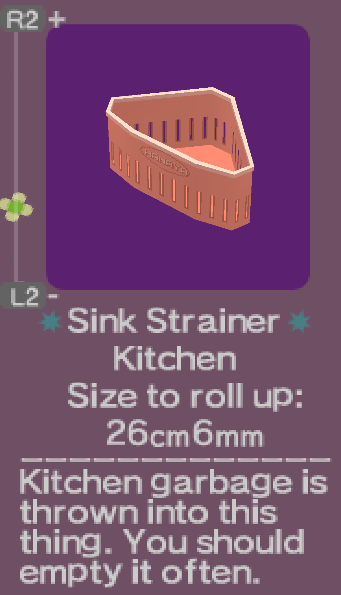 R2 +
L2 -
Sink Strainer
Kitchen
Size to roll up:
26cm6mm
Kitchen garbage is
thrown into this
thing. You should
empty it often.